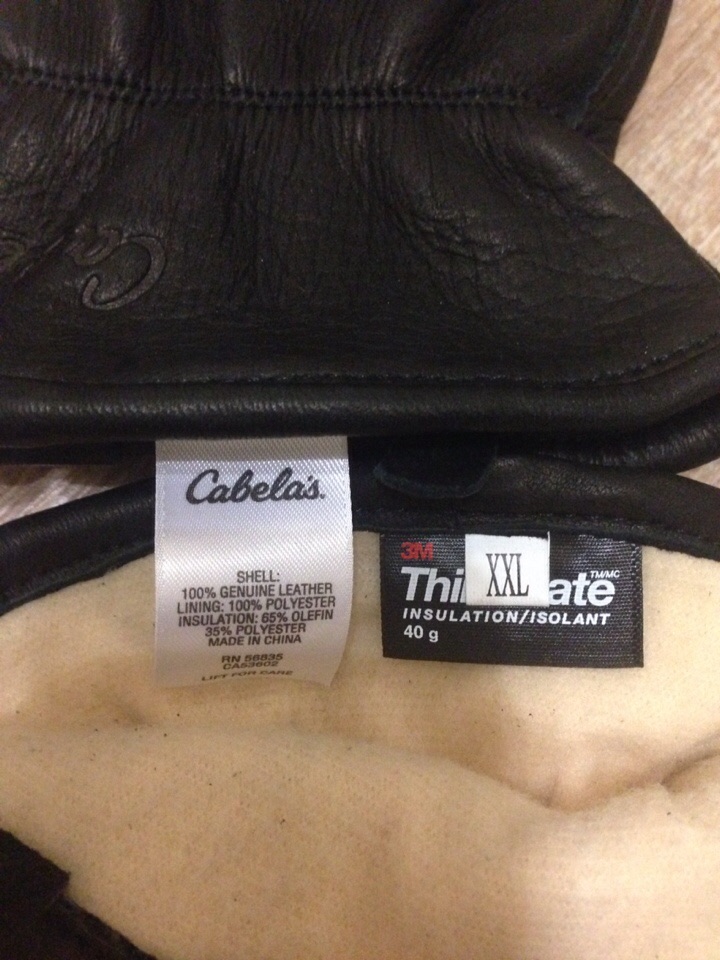 Cabela's.
SHELL:
100% GENUINE LEATHER
LINING: 100% POLYESTER
INSULATION: 65% OLEFIN
35% POLYESTER
MADE IN CHINA
RN 56835
CA53602
LIFT FOR CARE
3M
Thi ate TM/MC
XXL
INSULATION/ISOLANT
40 g